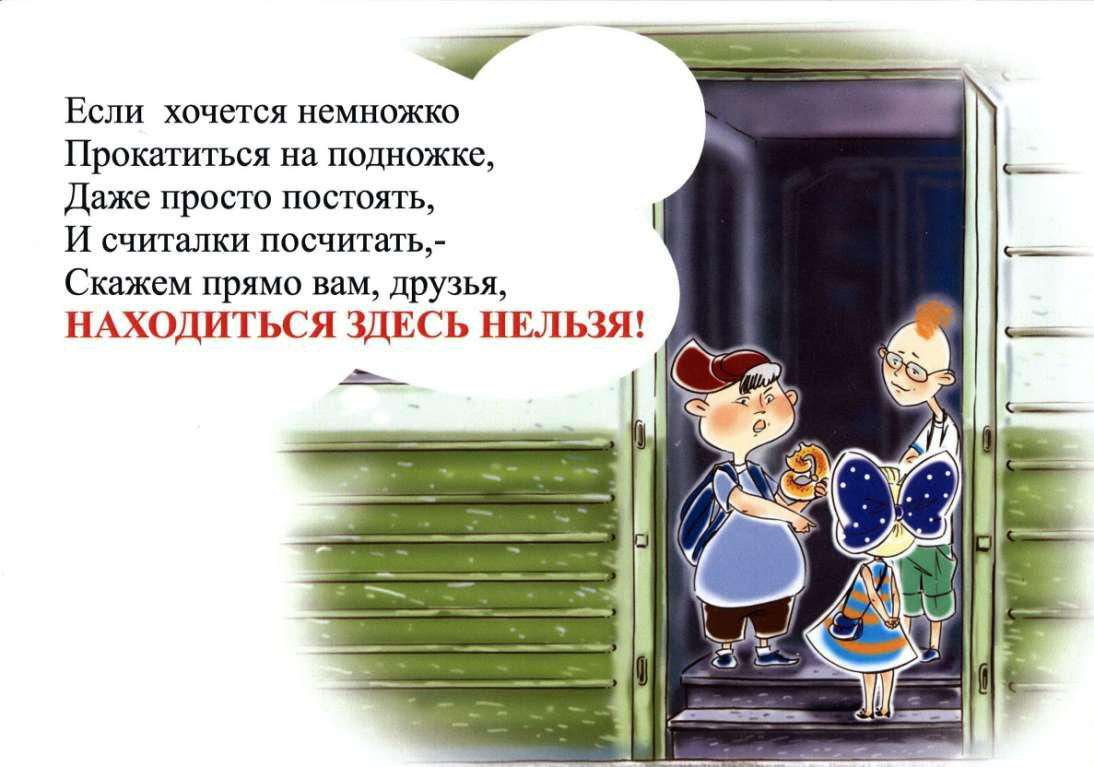 Если хочется немножко
Прокатиться на подножке,
Даже просто постоять,
И считалки посчитать,-
Скажем прямо вам, друзья,
НАХОДИТЬСЯ ЗДЕСЬ НЕЛЬЗЯ!